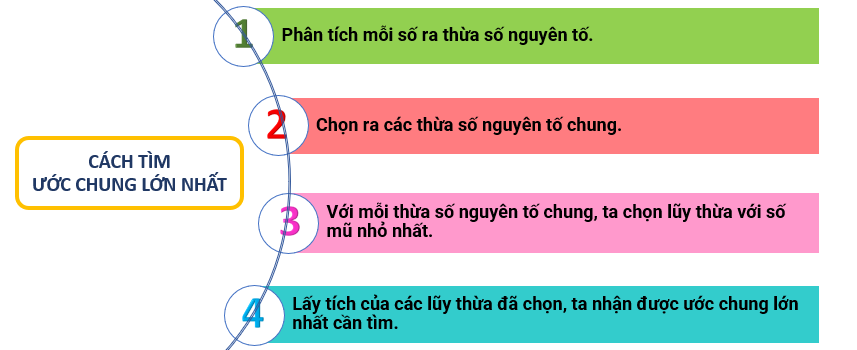 CÁCH TÌM
ƯỚC CHUNG LỚN NHẤT
1
Phân tích mỗi số ra thừa số nguyên tố.
2
Chọn ra các thừa số nguyên tố chung.
3
Với mỗi thừa số nguyên tố chung, ta chọn lũy thừa với số
mũ nhỏ nhất.
4
Lấy tích của các lũy thừa đã chọn, ta nhận được ước chung lớn
nhất cần tìm.